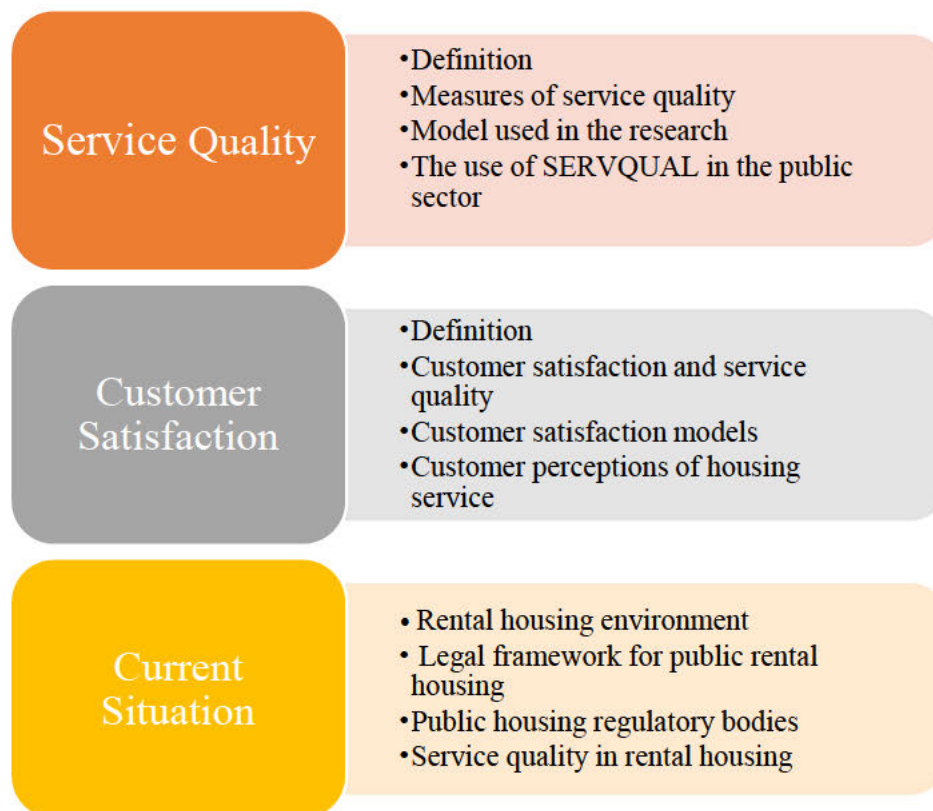 Service Quality
•Definition
•Measures of service quality
•Model used in the research
•The use of SERVQUAL in the public
sector
Customer
Satisfaction
•Definition
•Customer satisfaction and service
quality
•Customer satisfaction models
•Customer perceptions of housing
service
Current
Situation
• Rental housing environment
• Legal framework for public rental
housing
•Public housing regulatory bodies
•Service quality in rental housing